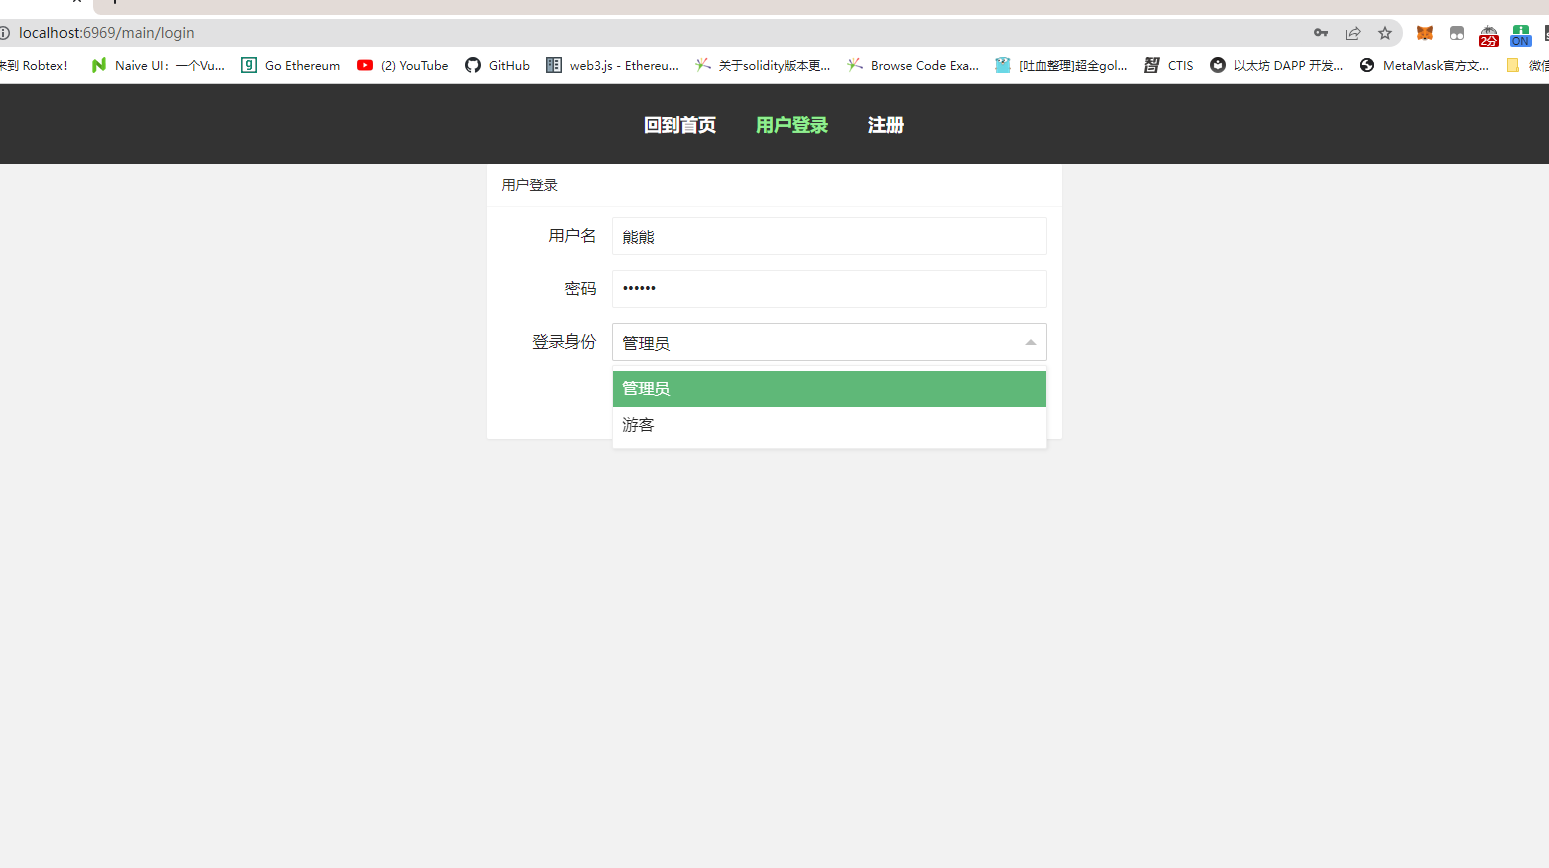 localhost:6969/main/login
2分
ON
来到 Robtex!
Naive UI：一个Vu...
Go Ethereum
(2) YouTube
GitHub
web3.js - Ethereu...
关于solidity版本更...
Browse Code Exa...
[吐血整理]超全gol...
CTIS
以太坊 DAPP 开发...
MetaMask官方文...
微信
回到首页 用户登录 注册
用户登录
用户名 熊熊
密码 ••••••
登录身份 管理员
管理员
游客